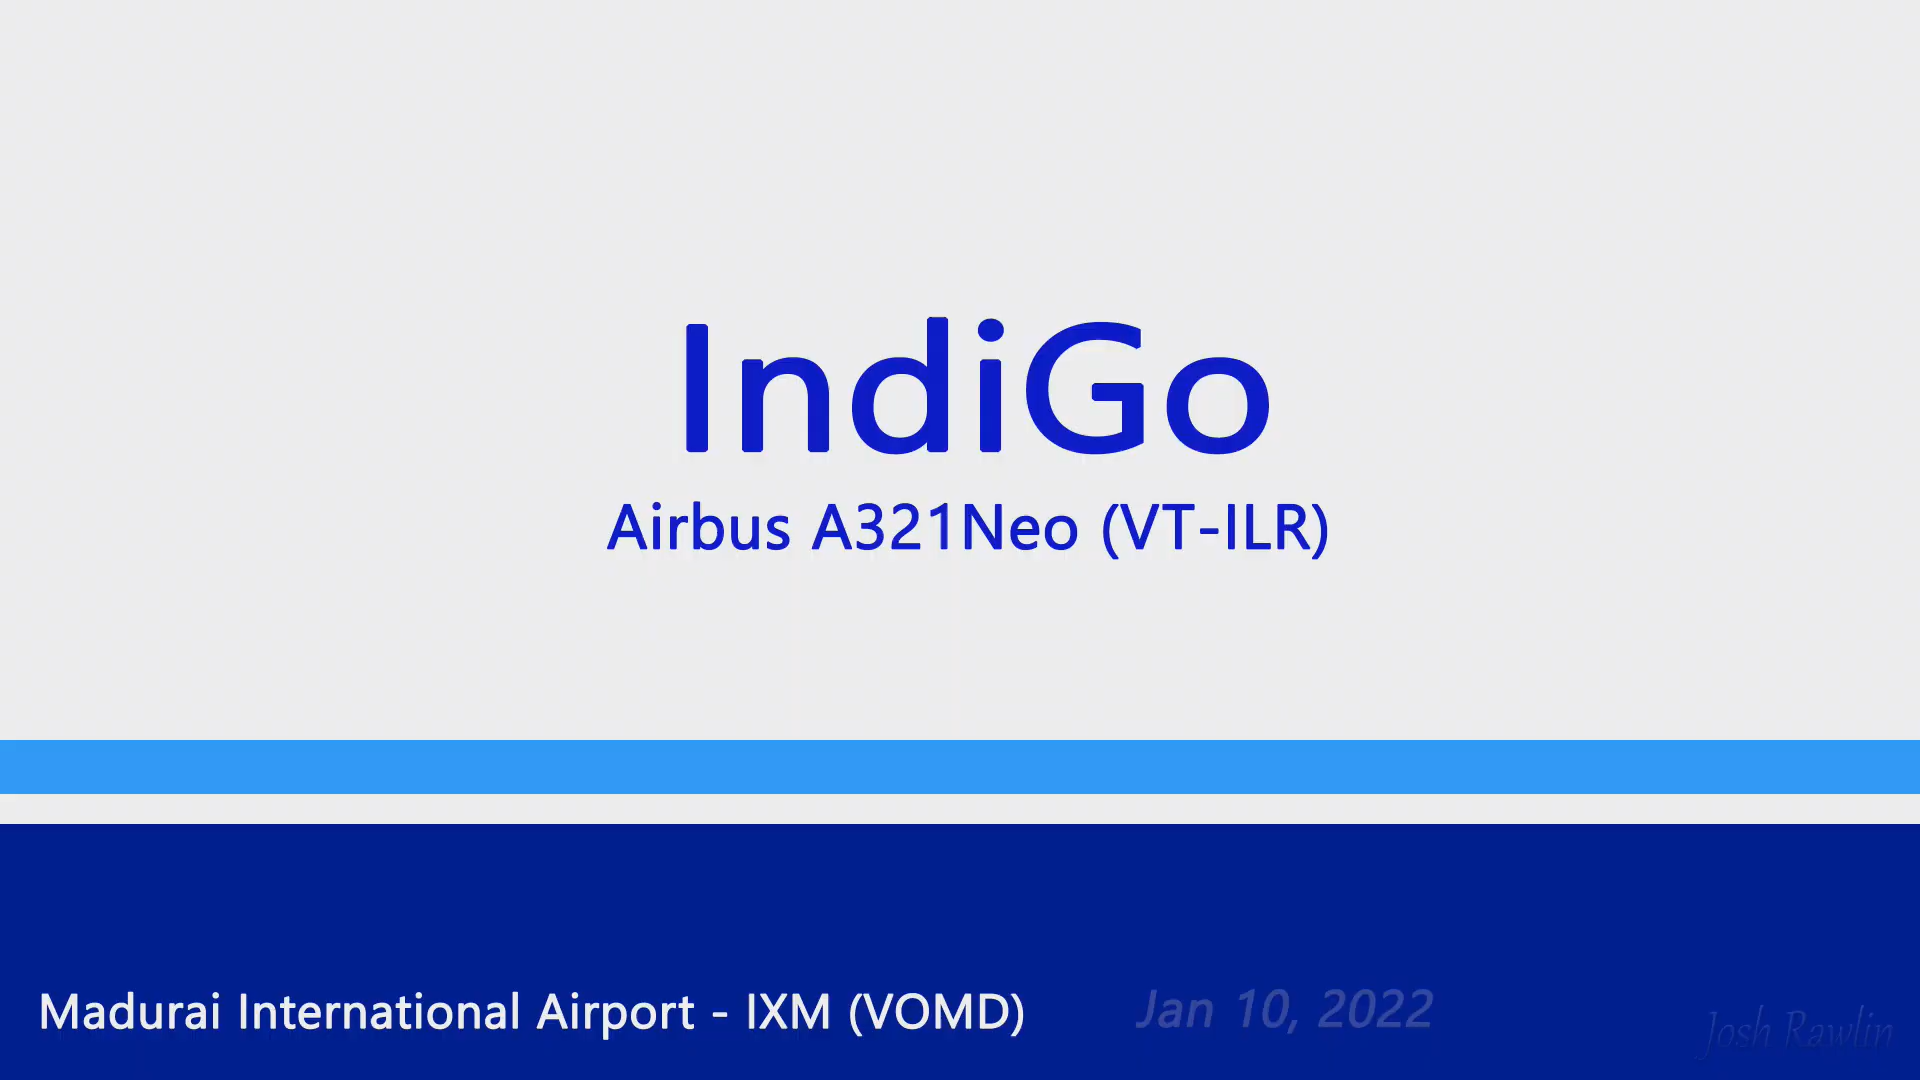 IndiGo
Airbus A321Neo (VT-ILR)
Madurai International Airport - IXM (VOMD)
Jan 10, 2022
Josh Rawlin